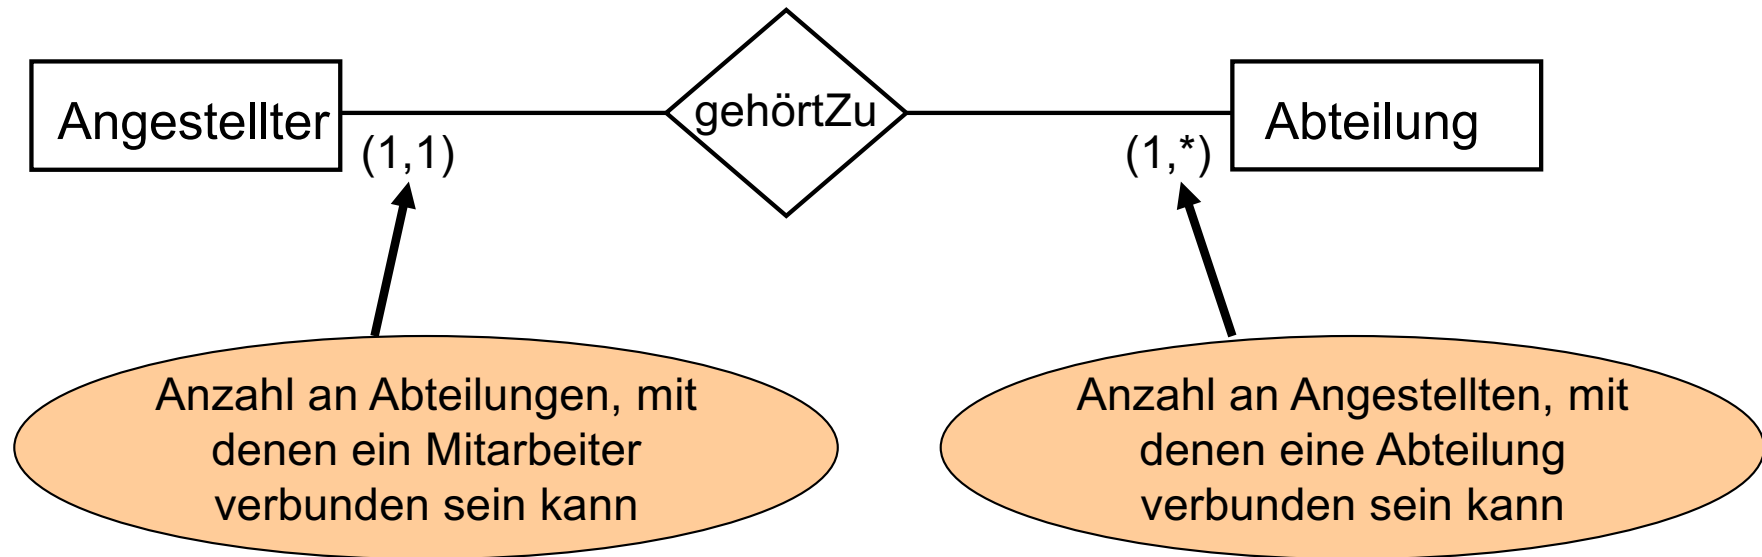 Angestellter
gehörtZu
Abteilung
(1,1)
(1,*)
Anzahl an Abteilungen, mit
denen ein Mitarbeiter
verbunden sein kann
Anzahl an Angestellten, mit
denen eine Abteilung
verbunden sein kann